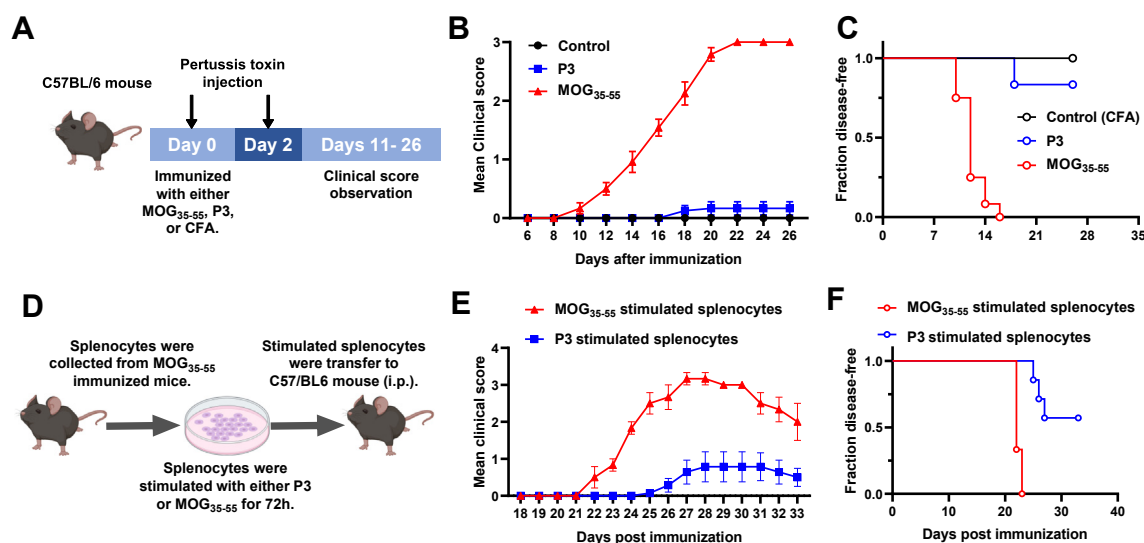 A
C57BL/6 mouse
Pertussis toxin
injection
Day 0
Day 2
Days 11- 26
Immunized
with either
MOG35-55, P3,
or CFA.
Clinical score
observation
B
Control
P3
MOG35-55
Mean Clinical score
3
2
1
0
6 8 10 12 14 16 18 20 22 24 26
Days after immunization
C
Fraction disease-free
1.0
0.5
0.0
Control (CFA)
P3
MOG35-55
0 7 14 21 28 35
D
Splenocytes were
collected from MOG35-55
immunized mice.
Stimulated splenocytes
were transfer to
C57/BL6 mouse (i.p.).
Splenocytes were
stimulated with either P3
or MOG35-55 for 72h.
E
MOG35-55 stimulated splenocytes
P3 stimulated splenocytes
Mean clinical score
4
3
2
1
0
18 19 20 21 22 23 24 25 26 27 28 29 30 31 32 33
Days post immunization
F
MOG35-55 stimulated splenocytes
P3 stimulated splenocytes
Fraction disease-free
1.0
0.5
0.0
0 10 20 30 40
Days post immunization